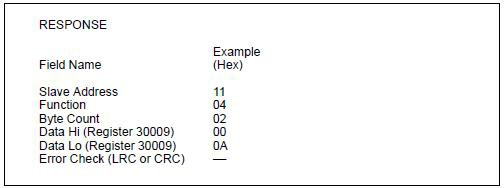 RESPONSE
Example
Field Name (Hex)
Slave Address 11
Function 04
Byte Count 02
Data Hi (Register 30009) 00
Data Lo (Register 30009) 0A
Error Check (LRC or CRC) —